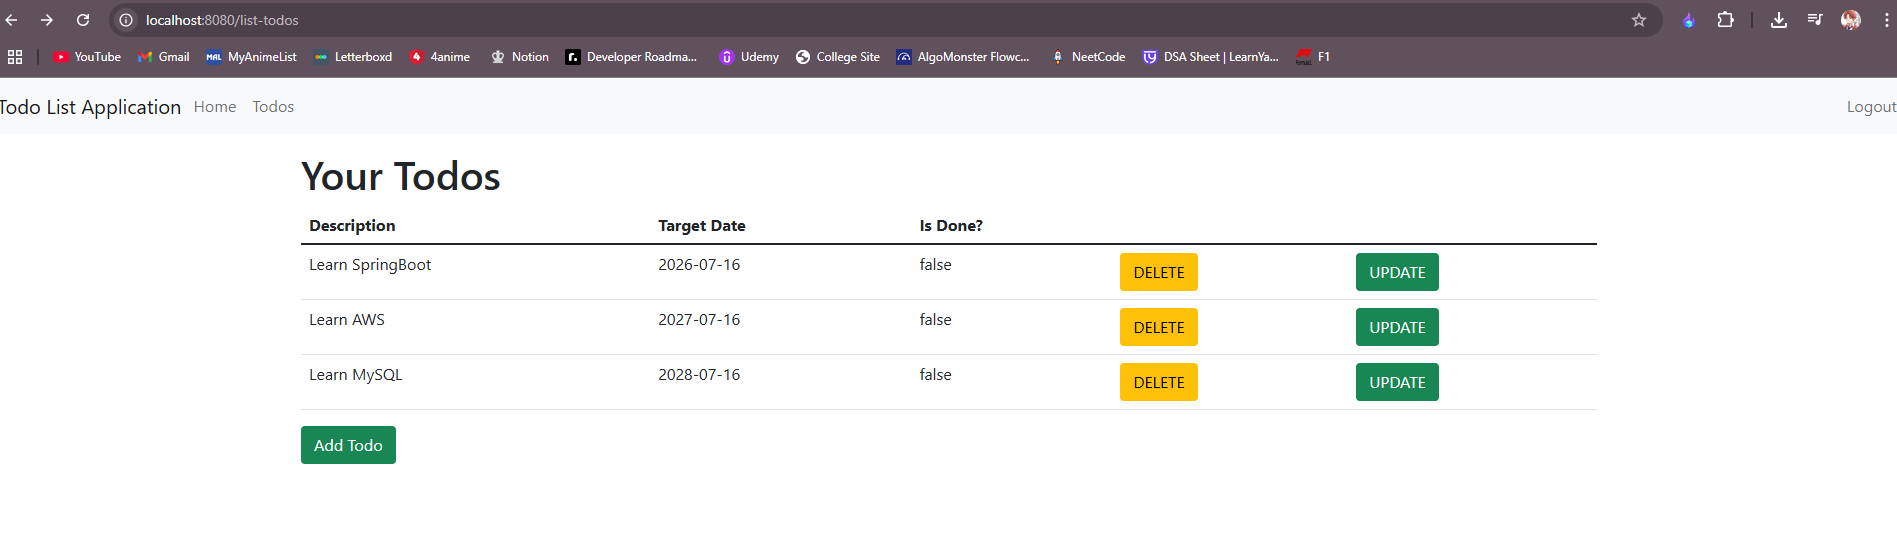 localhost:8080/list-todos
YouTube Gmail MAL MyAnimeList Letterboxd 4anime Notion r. Developer Roadma... Udemy College Site AlgoMonster Flowc... NeetCode DSA Sheet | LearnYa... F1
Todo List Application Home Todos Logout
Your Todos
Description Target Date Is Done?
Learn SpringBoot 2026-07-16 false DELETE UPDATE
Learn AWS 2027-07-16 false DELETE UPDATE
Learn MySQL 2028-07-16 false DELETE UPDATE
Add Todo